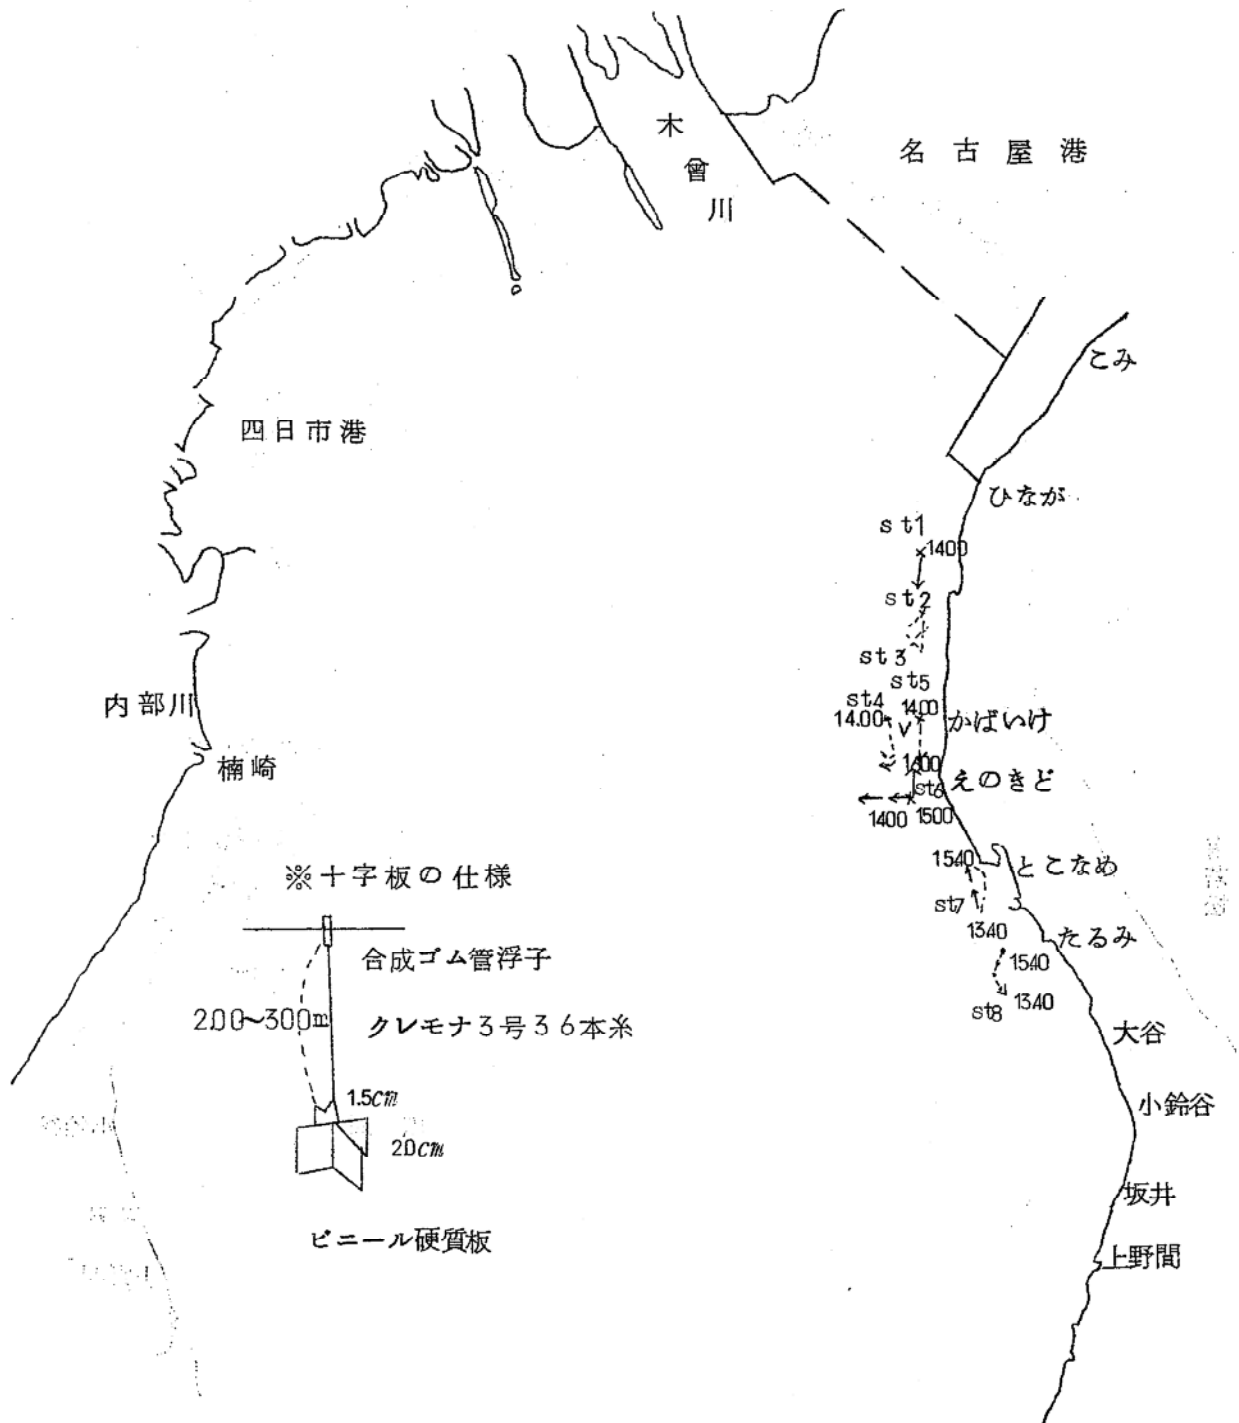 木曾川
名古屋港
こみ
四日市港
ひなが
st1
1400
st2
st3
st5
st4
1400
14.00
かばいけ
内部川
楠崎
1400
st6
えのきど
1400
1500
1540
とこなめ
※十字板の仕様
st7
1340
たるみ
合成ゴム管浮子
1540
1340
st8
200~300m
クレモナ3号36本糸
大谷
1.5cm
小鈴谷
20cm
坂井
ビニール硬質板
上野間